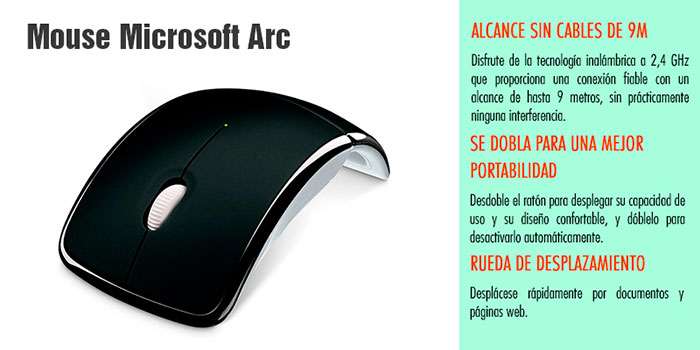 Mouse Microsoft Arc
ALCANCE SIN CABLES DE 9M
Disfrute de la tecnología inalámbrica a 2,4 GHz
que proporciona una conexión fiable con un
alcance de hasta 9 metros, sin prácticamente
ninguna interferencia.
SE DOBLA PARA UNA MEJOR
PORTABILIDAD
Desdoble el ratón para desplegar su capacidad de
uso y su diseño confortable, y dóblelo para
desactivarlo automáticamente.
RUEDA DE DESPLAZAMIENTO
Desplácese rápidamente por documentos y
páginas web.